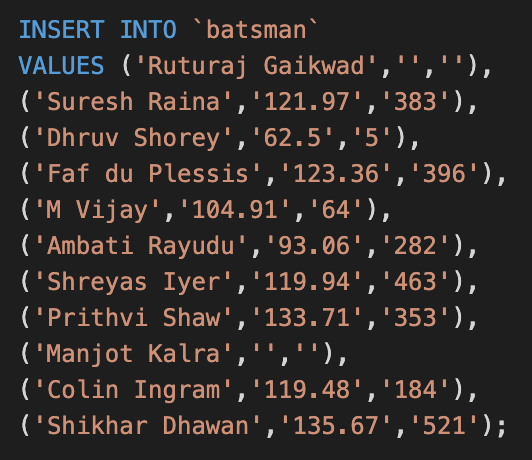 INSERT INTO `batsman`
VALUES ('Ruturaj Gaikwad','',''),
('Suresh Raina','121.97','383'),
('Dhruv Shorey','62.5','5'),
('Faf du Plessis','123.36','396'),
('M Vijay','104.91','64'),
('Ambati Rayudu','93.06','282'),
('Shreyas Iyer','119.94','463'),
('Prithvi Shaw','133.71','353'),
('Manjot Kalra','',''),
('Colin Ingram','119.48','184'),
('Shikhar Dhawan','135.67','521');